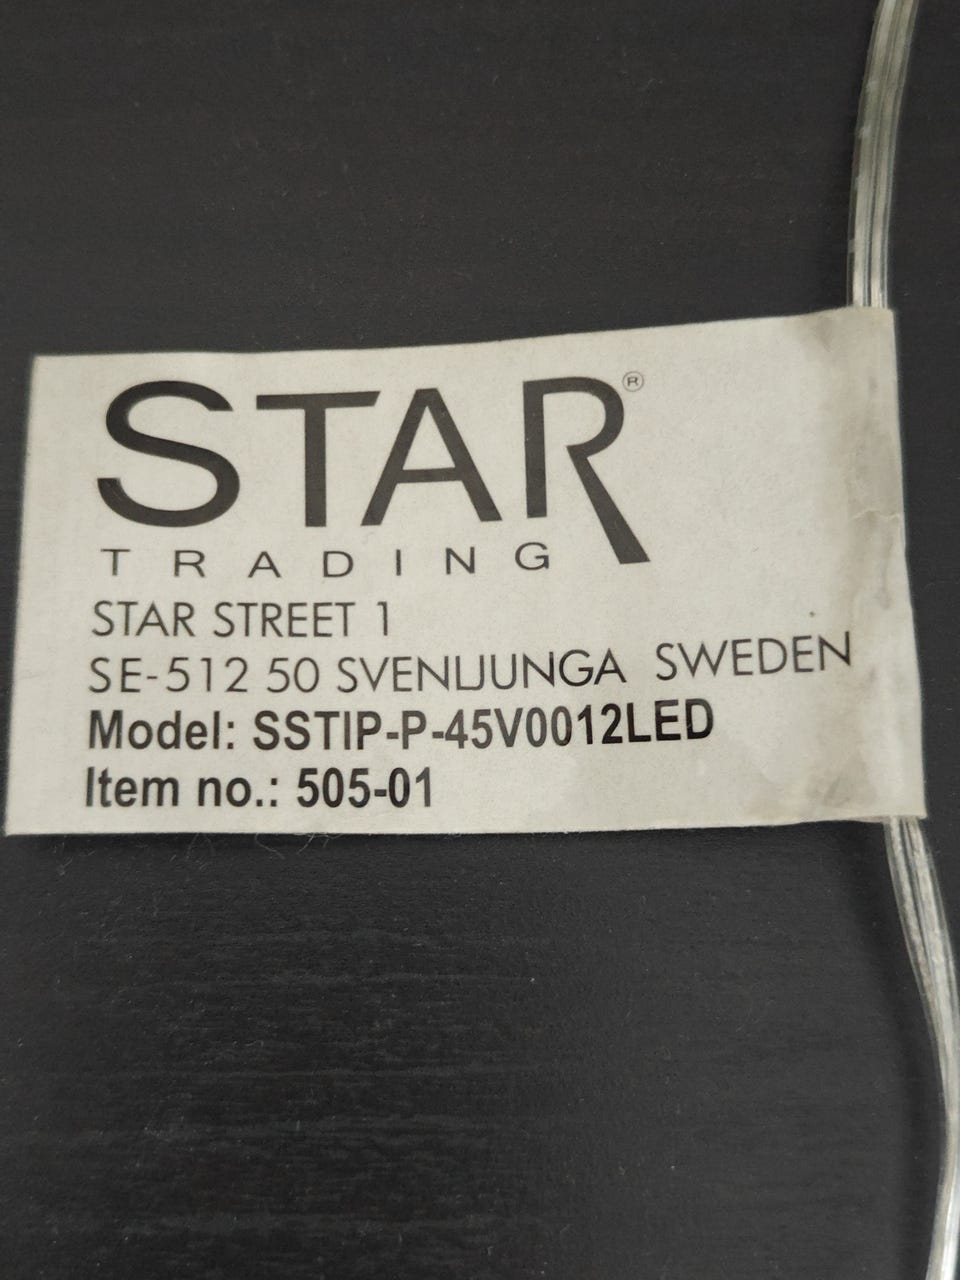 STAR®
TRADING
STAR STREET 1
SE-512 50 SVENLJUNGA SWEDEN
Model: SSTIP-P-45V0012LED
Item no.: 505-01